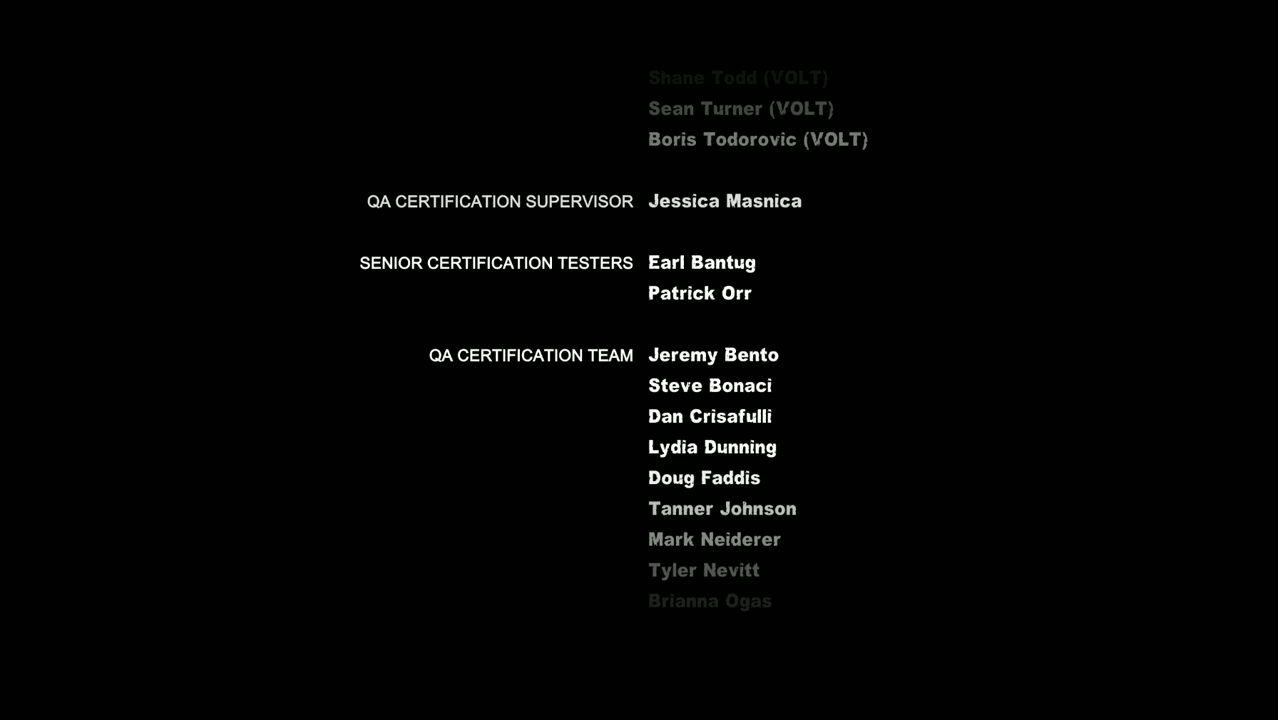 Shane Todd (VOLT)
Sean Turner (VOLT)
Boris Todorovic (VOLT)
QA CERTIFICATION SUPERVISOR Jessica Masnica
SENIOR CERTIFICATION TESTERS Earl Bantug
Patrick Orr
QA CERTIFICATION TEAM Jeremy Bento
Steve Bonaci
Dan Crisafulli
Lydia Dunning
Doug Faddis
Tanner Johnson
Mark Neiderer
Tyler Nevitt
Brianna Ogas